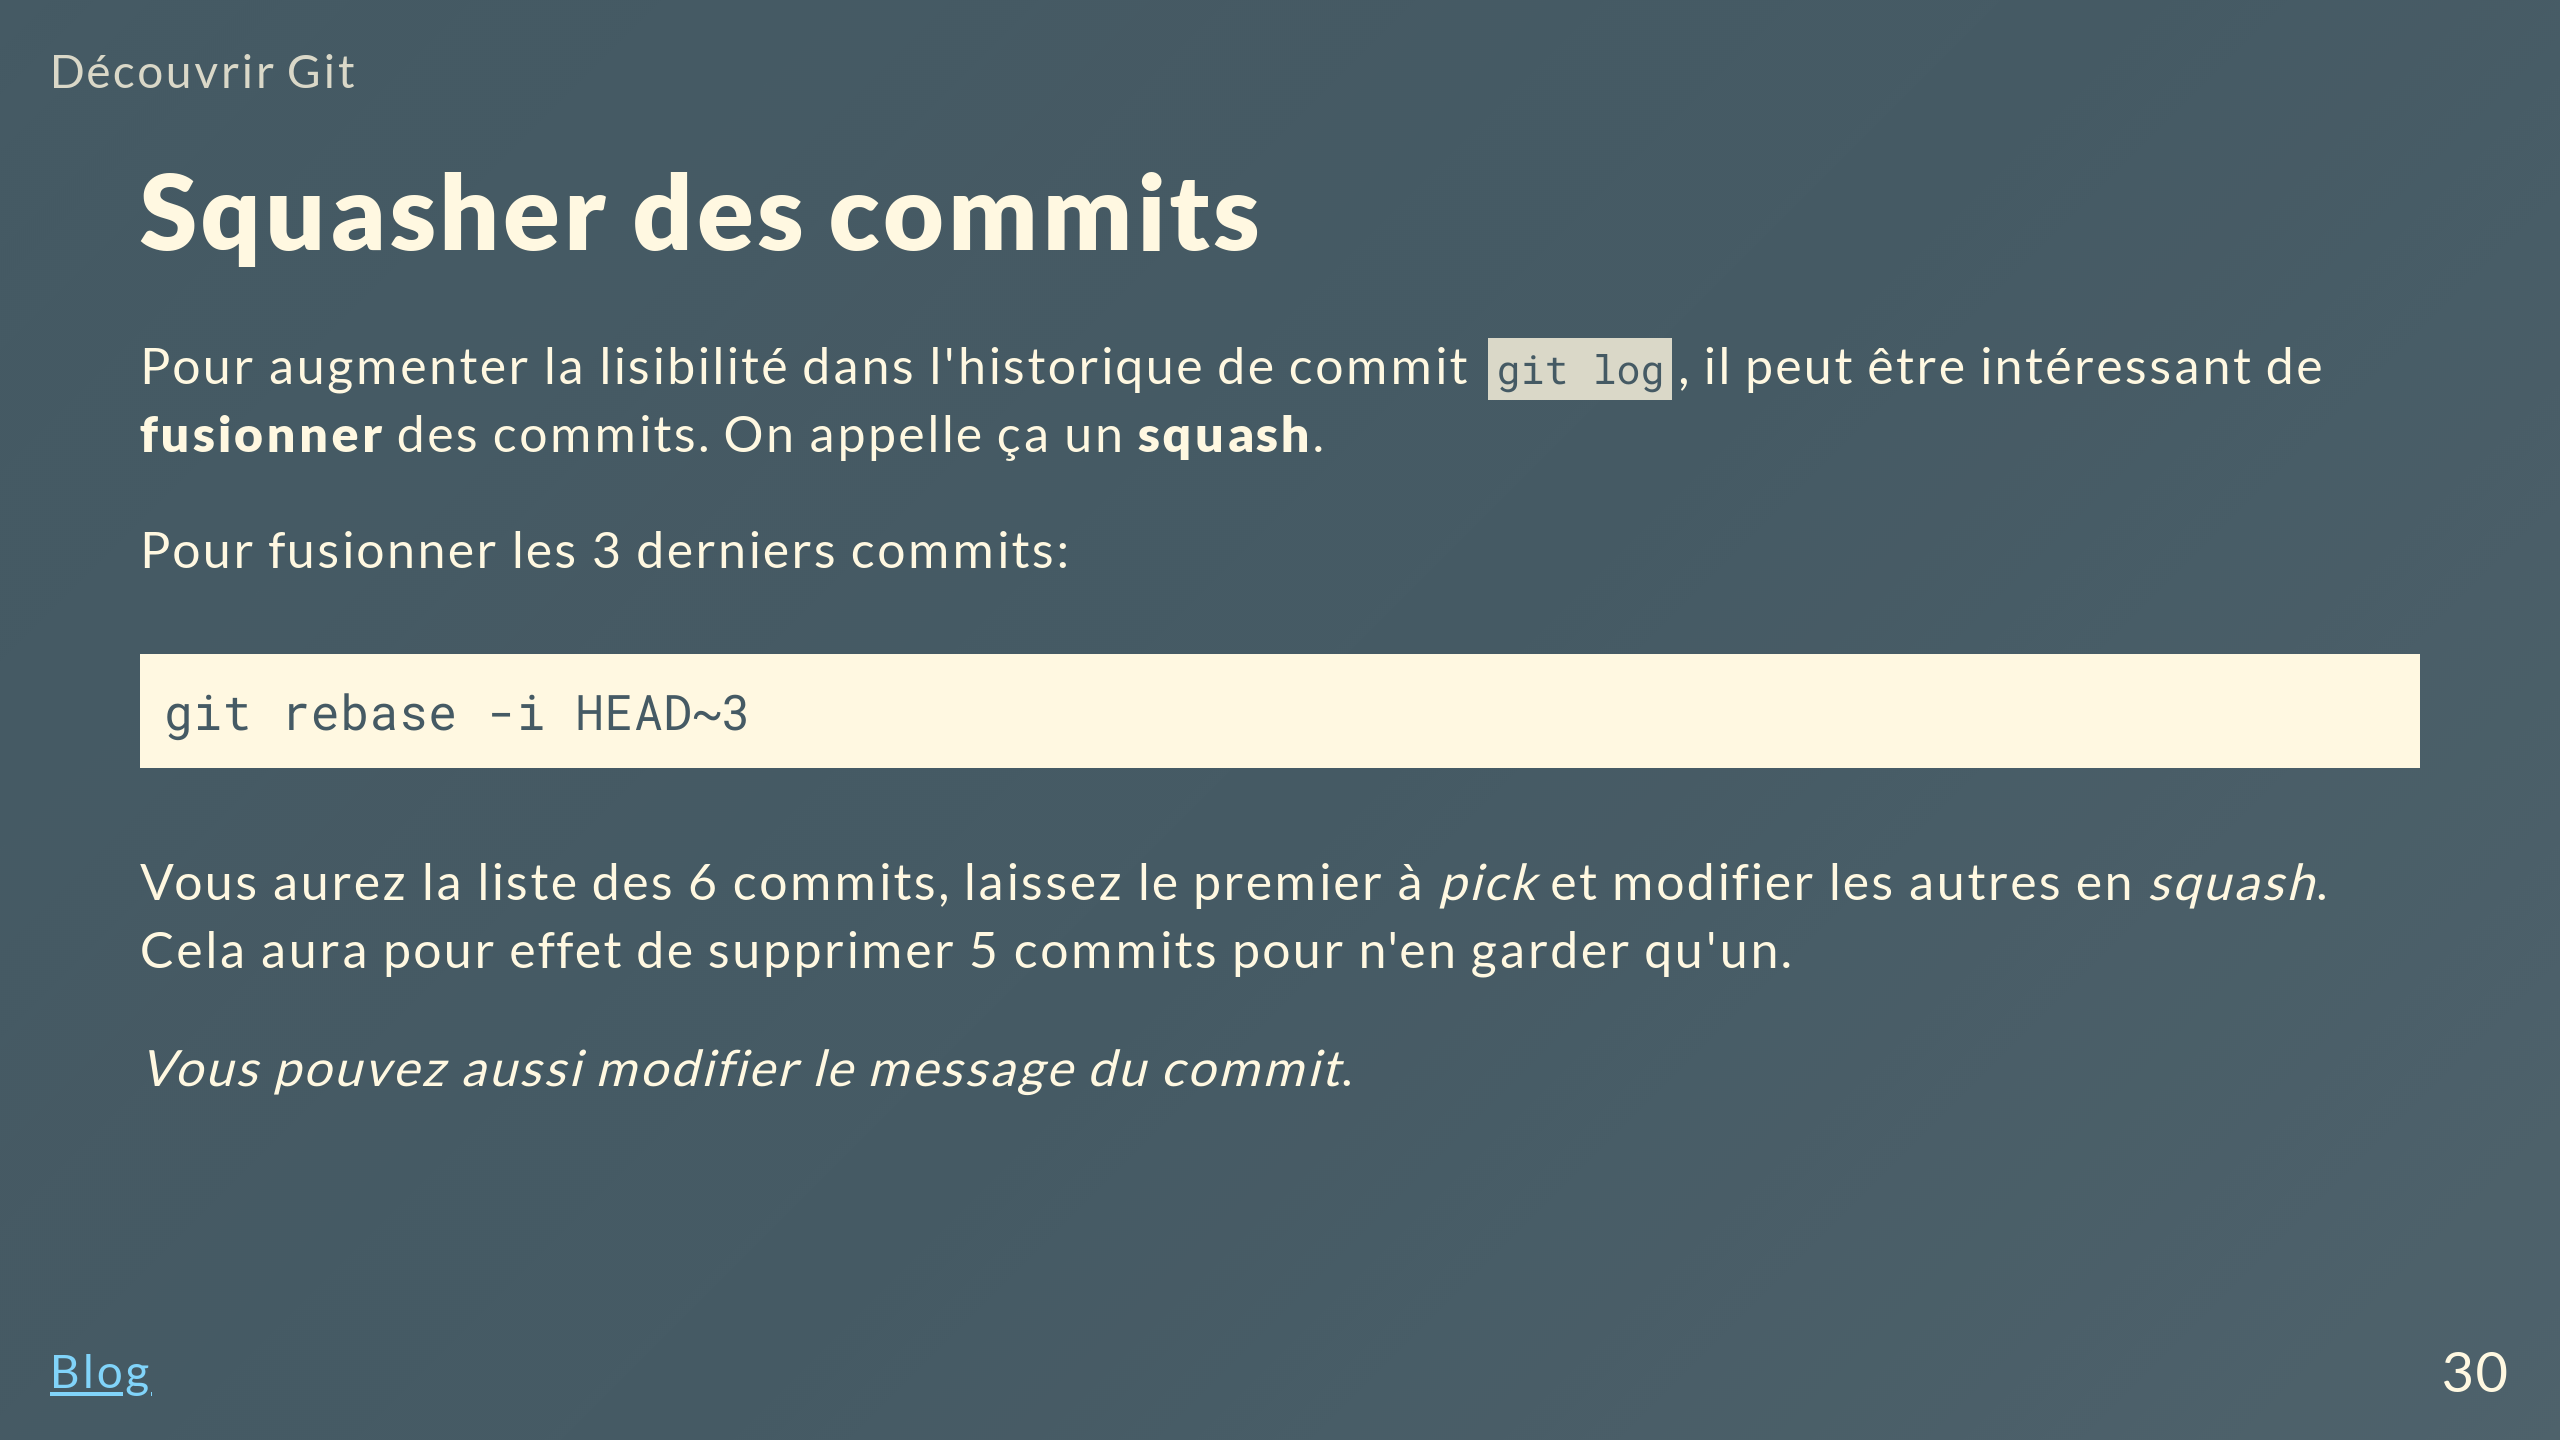 Découvrir Git
Squasher des commits
Pour augmenter la lisibilité dans l'historique de commit git log, il peut être intéressant de
fusionner des commits. On appelle ça un squash.
Pour fusionner les 3 derniers commits:
git rebase -i HEAD~3
Vous aurez la liste des 6 commits, laissez le premier à pick et modifier les autres en squash.
Cela aura pour effet de supprimer 5 commits pour n'en garder qu'un.
Vous pouvez aussi modifier le message du commit.
Blog
30